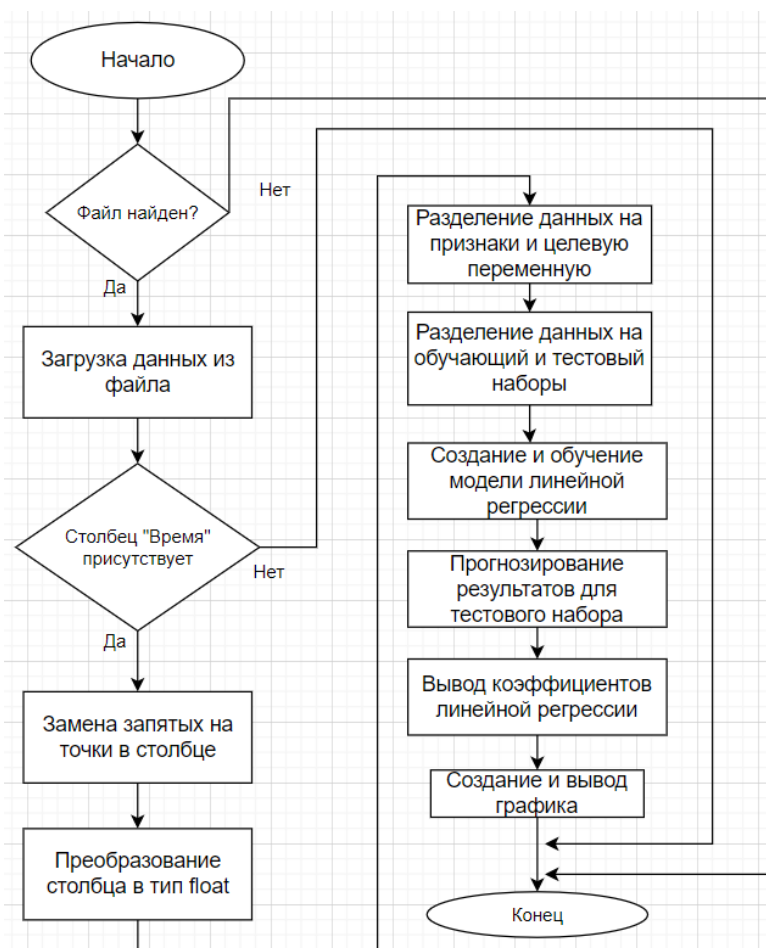 Начало
Файл найден?
Нет
Да
Загрузка данных из
файла
Столбец "Время"
присутствует
Нет
Да
Замена запятых на
точки в столбце
Преобразование
столбца в тип float
Разделение данных на
признаки и целевую
переменную
Разделение данных на
обучающий и тестовый
наборы
Создание и обучение
модели линейной
регрессии
Прогнозирование
результатов для
тестового набора
Вывод коэффициентов
линейной регрессии
Создание и вывод
графика
Конец